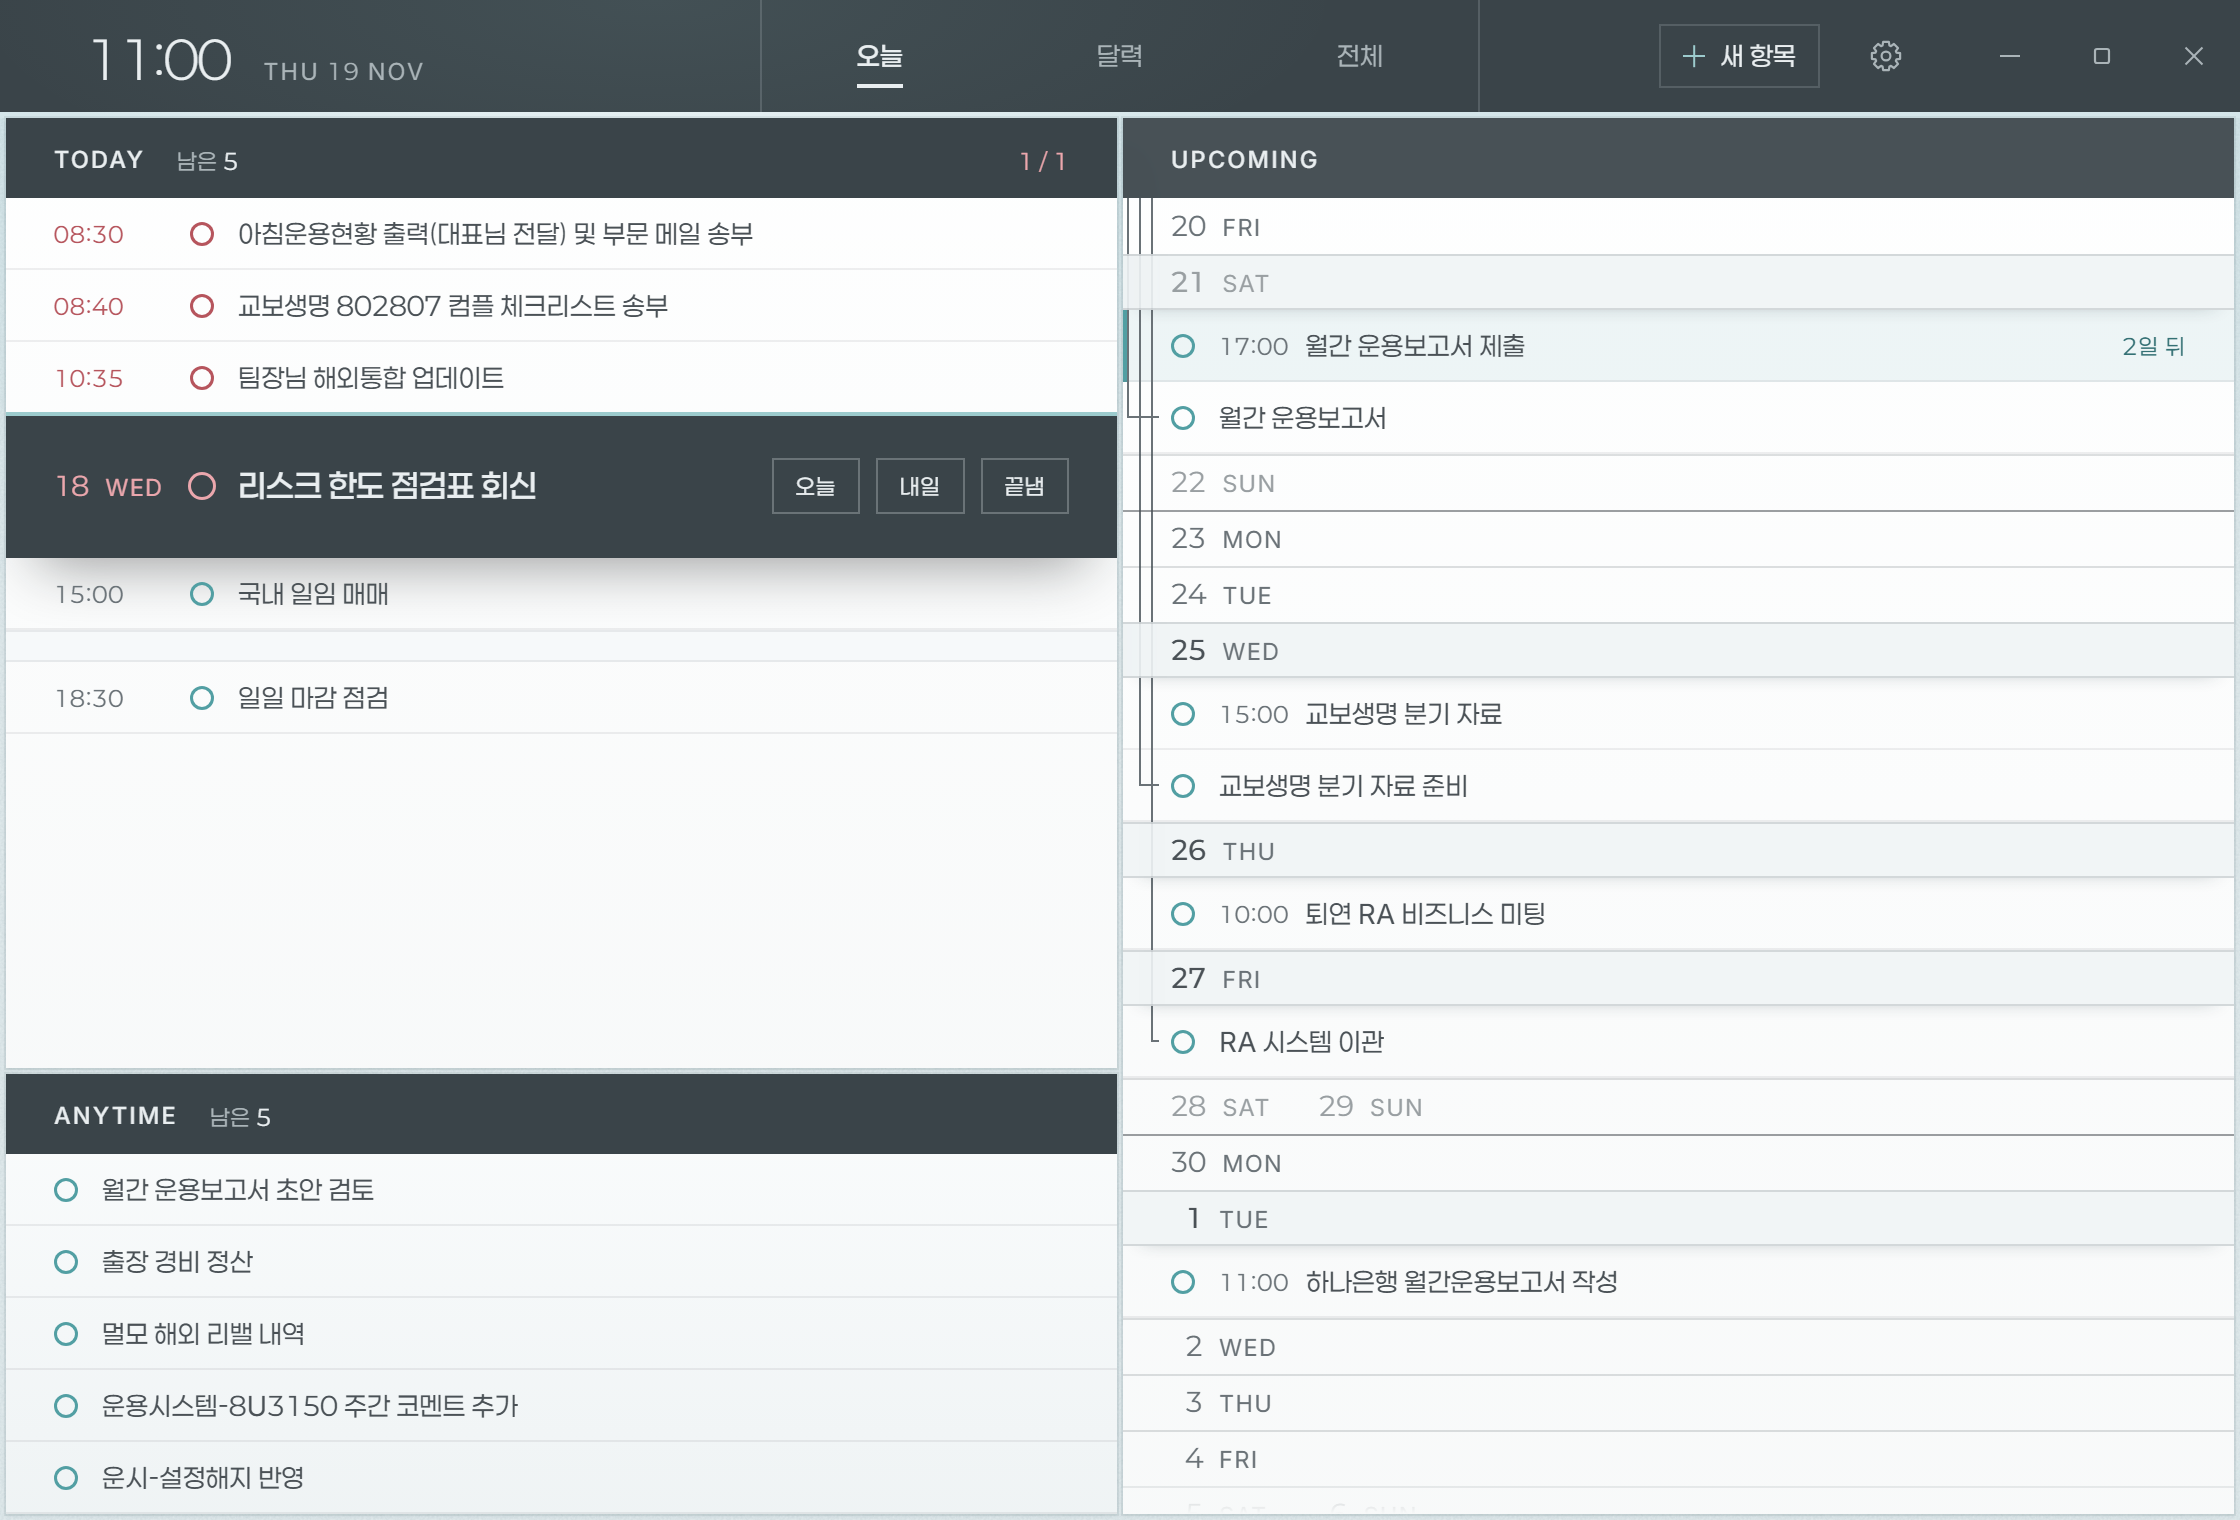 11:00 THU 19 NOV
오늘
달력
전체
새 항목
TODAY 남은 5
1 / 1
08:30 아침운용현황 출력(대표님 전달) 및 부문 메일 송부
08:40 교보생명 802807 컴플 체크리스트 송부
10:35 팀장님 해외통합 업데이트
18 WED 리스크 한도 점검표 회신
오늘
내일
끝냄
15:00 국내 일임 매매
18:30 일일 마감 점검
ANYTIME 남은 5
월간 운용보고서 초안 검토
출장 경비 정산
멀모 해외 리밸 내역
운용시스템-8U3150 주간 코멘트 추가
운시-설정해지 반영
UPCOMING
20 FRI
21 SAT
17:00 월간 운용보고서 제출 2일 뒤
월간 운용보고서
22 SUN
23 MON
24 TUE
25 WED
15:00 교보생명 분기 자료
교보생명 분기 자료 준비
26 THU
10:00 퇴연 RA 비즈니스 미팅
27 FRI
RA 시스템 이관
28 SAT 29 SUN
30 MON
1 TUE
11:00 하나은행 월간운용보고서 작성
2 WED
3 THU
4 FRI
5 SAT 6 SUN